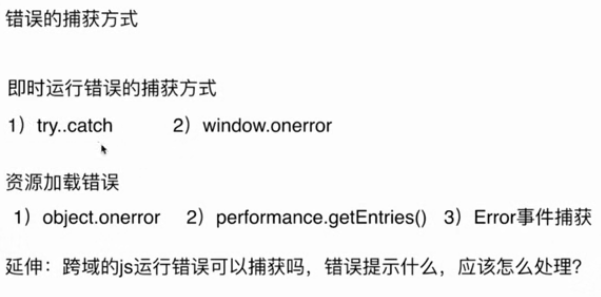 错误的捕获方式
即时运行错误的捕获方式
1）try..catch 2）window.onerror
资源加载错误
1）object.onerror 2）performance.getEntries() 3）Error事件捕获
延伸：跨域的js运行错误可以捕获吗，错误提示什么，应该怎么处理？